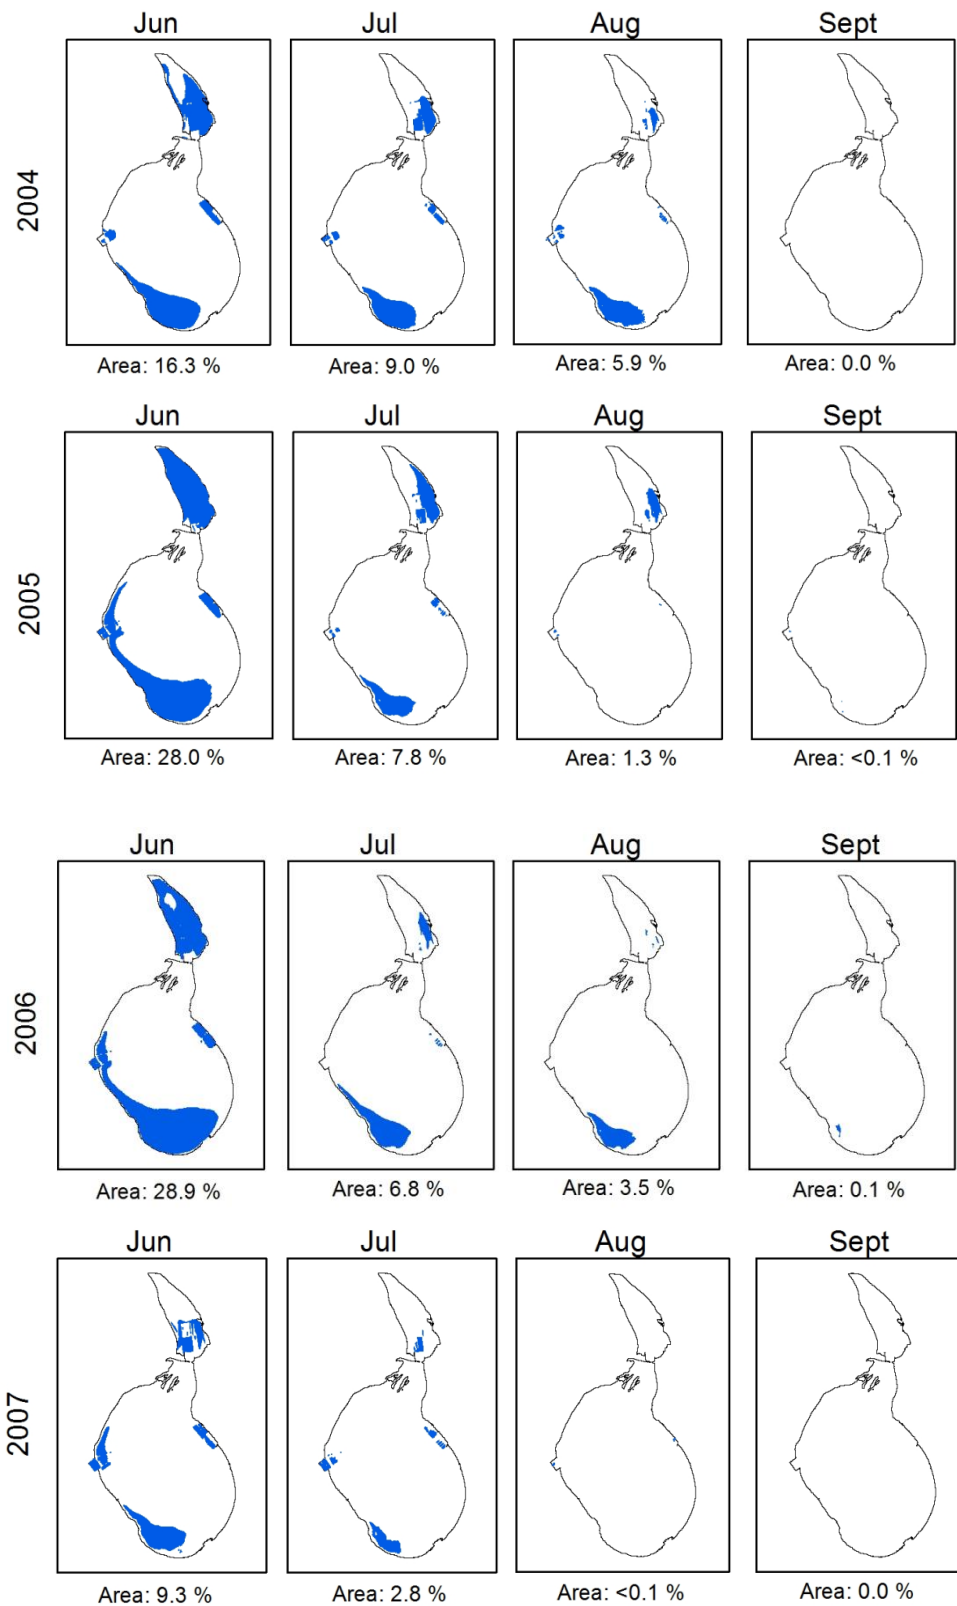 Jun Jul Aug Sept
2004
Area: 16.3 % Area: 9.0 % Area: 5.9 % Area: 0.0 %
Jun Jul Aug Sept
2005
Area: 28.0 % Area: 7.8 % Area: 1.3 % Area: <0.1 %
Jun Jul Aug Sept
2006
Area: 28.9 % Area: 6.8 % Area: 3.5 % Area: 0.1 %
Jun Jul Aug Sept
2007
Area: 9.3 % Area: 2.8 % Area: <0.1 % Area: 0.0 %